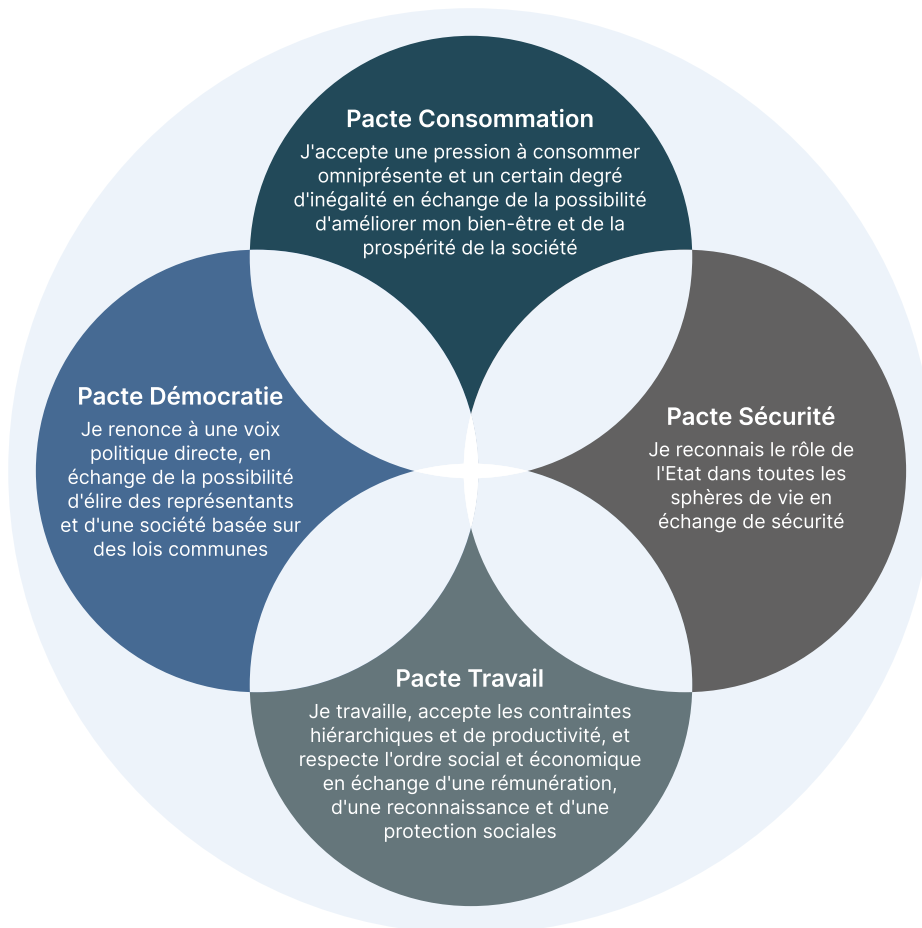 Pacte Consommation
J'accepte une pression à consommer
omniprésente et un certain degré
d'inégalité en échange de la possibilité
d'améliorer mon bien-être et de la
prospérité de la société
Pacte Démocratie
Je renonce à une voix
politique directe, en
échange de la possibilité
d'élire des représentants
et d'une société basée sur
des lois communes
Pacte Sécurité
Je reconnais le rôle de
l'Etat dans toutes les
sphères de vie en
échange de sécurité
Pacte Travail
Je travaille, accepte les contraintes
hiérarchiques et de productivité, et
respecte l'ordre social et économique
en échange d'une rémunération,
d'une reconnaissance et d'une
protection sociales